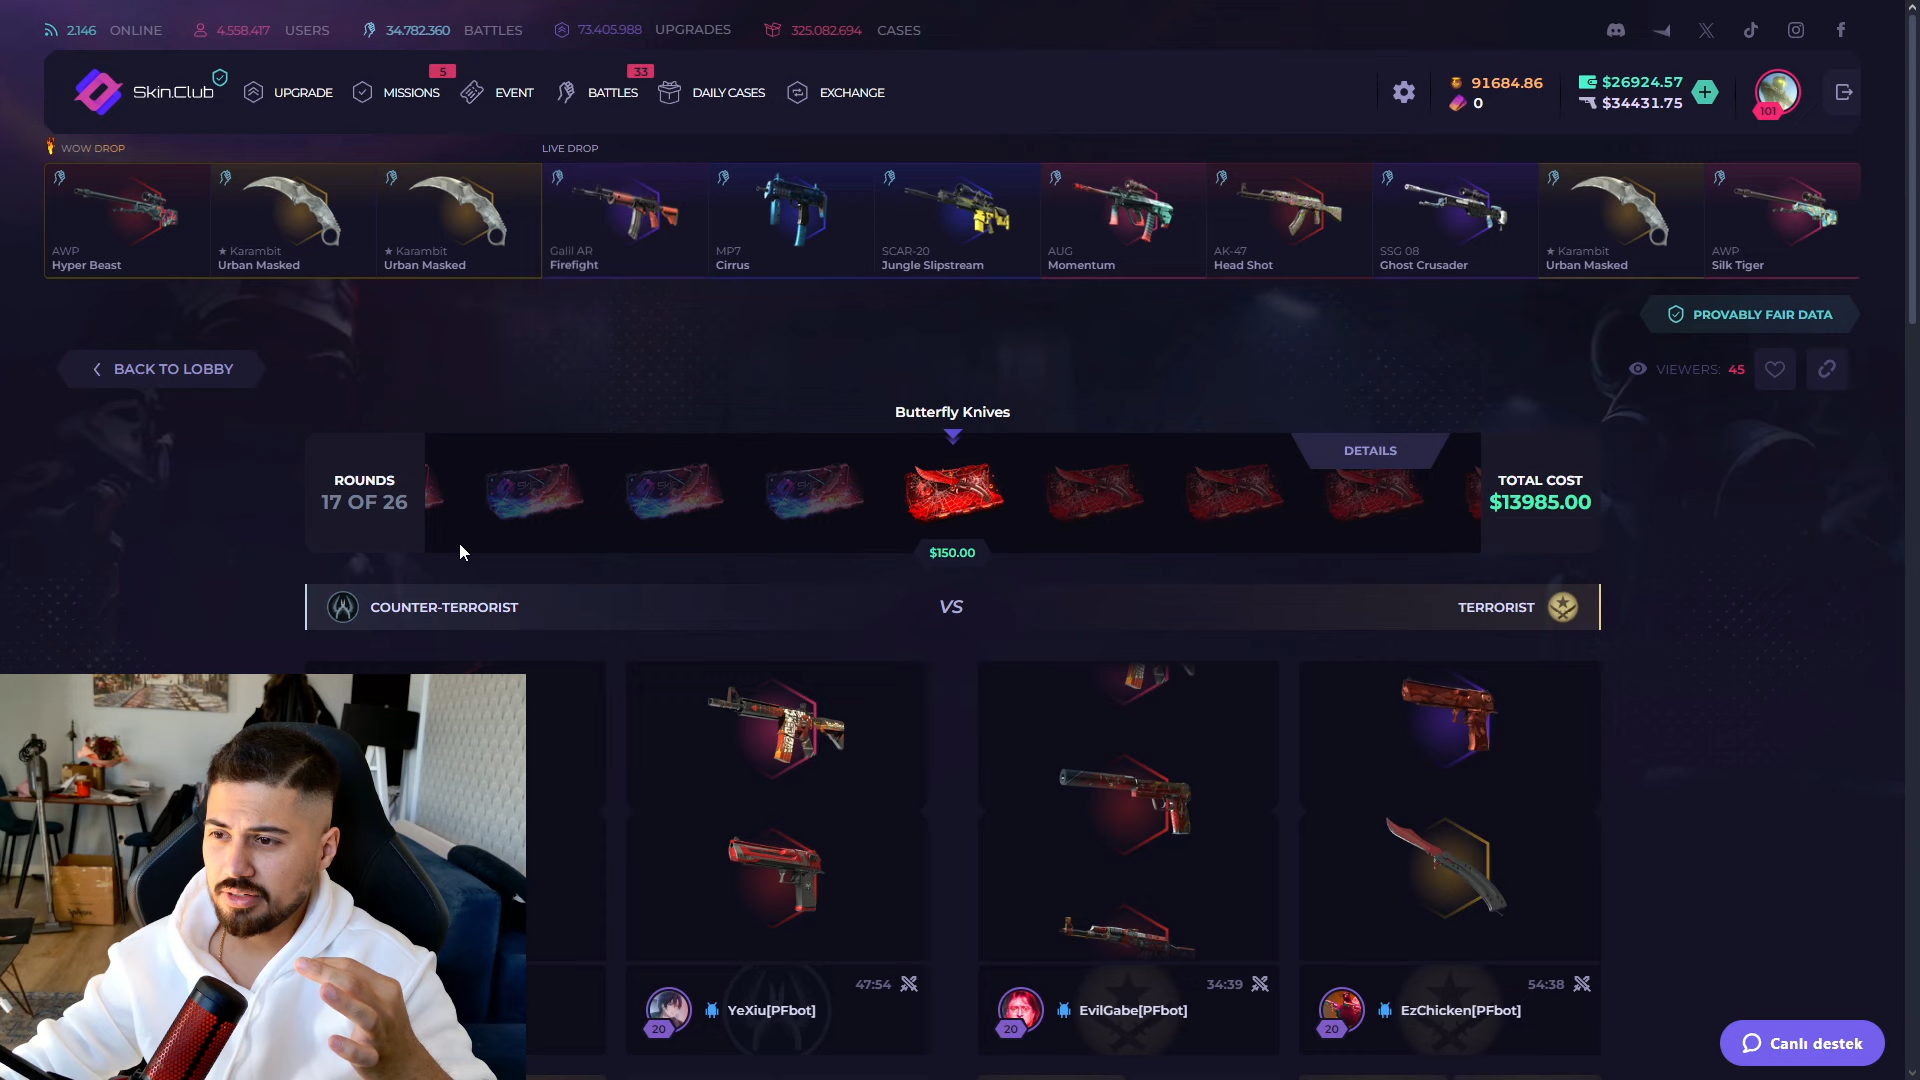 2.146 ONLINE 4.558.417 USERS 34.782.360 BATTLES 73.405.988 UPGRADES 325.082.694 CASES
Skin.Club UPGRADE MISSIONS 5 EVENT BATTLES 33 DAILY CASES EXCHANGE
91684.86
0
$26924.57
$34431.75
101
WOW DROP
LIVE DROP
AWP
Hyper Beast
★ Karambit
Urban Masked
★ Karambit
Urban Masked
Galil AR
Firefight
MP7
Cirrus
SCAR-20
Jungle Slipstream
AUG
Momentum
AK-47
Head Shot
SSG 08
Ghost Crusader
★ Karambit
Urban Masked
AWP
Silk Tiger
PROVABLY FAIR DATA
BACK TO LOBBY
VIEWERS: 45
Butterfly Knives
ROUNDS
17 OF 26
DETAILS
TOTAL COST
$13985.00
$150.00
COUNTER-TERRORIST
VS
TERRORIST
47:54
YeXiu[PFbot]
20
34:39
EvilGabe[PFbot]
20
54:38
EzChicken[PFbot]
20
Canlı destek